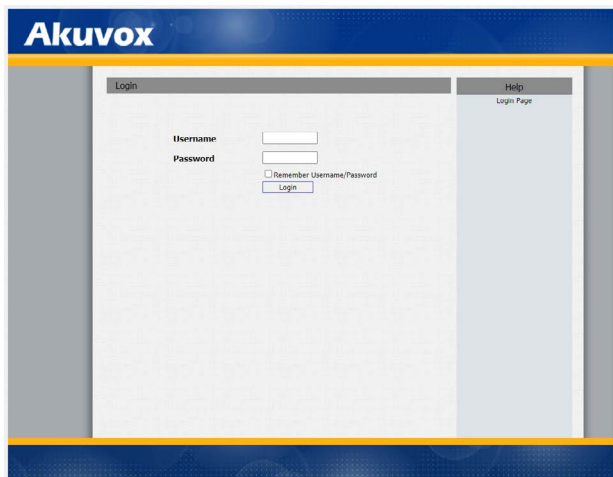 Akuvox
Login
Help
Login Page
Username
Password
Remember Username/Password
Login